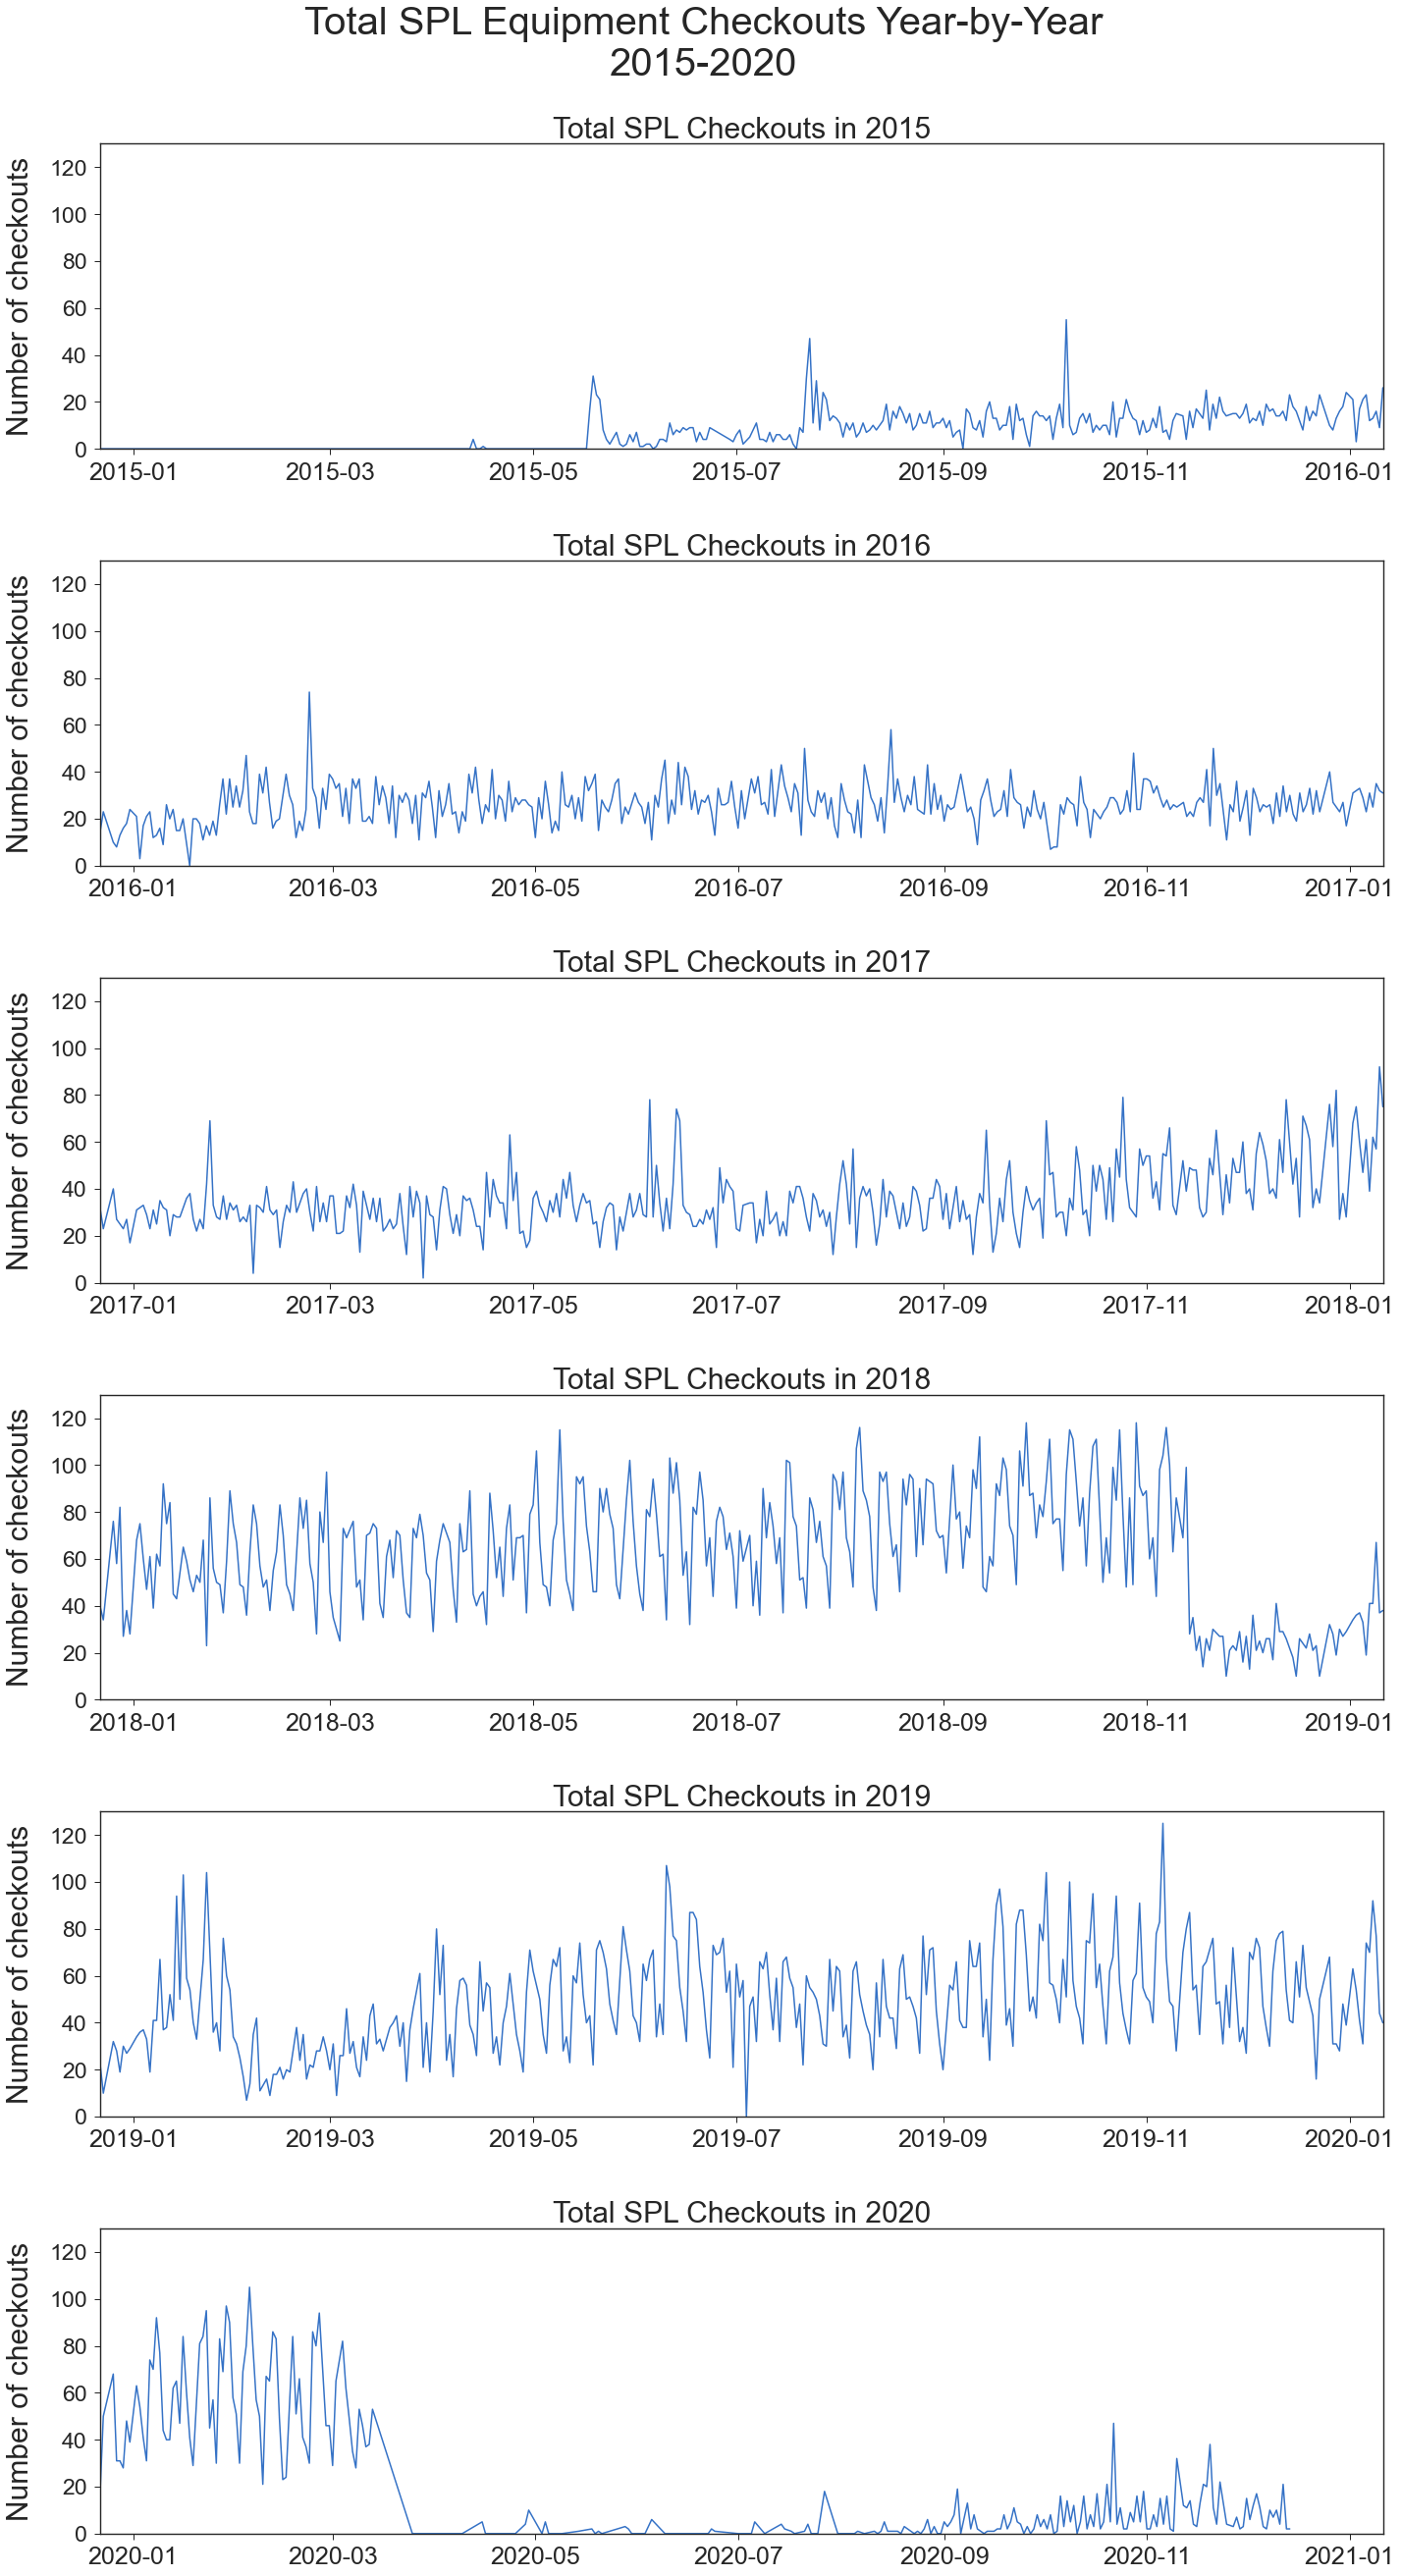 Total SPL Equipment Checkouts Year-by-Year
2015-2020
Total SPL Checkouts in 2015
Number of checkouts
120
100
80
60
40
20
0
2015-01 2015-03 2015-05 2015-07 2015-09 2015-11 2016-01
Total SPL Checkouts in 2016
Number of checkouts
120
100
80
60
40
20
0
2016-01 2016-03 2016-05 2016-07 2016-09 2016-11 2017-01
Total SPL Checkouts in 2017
Number of checkouts
120
100
80
60
40
20
0
2017-01 2017-03 2017-05 2017-07 2017-09 2017-11 2018-01
Total SPL Checkouts in 2018
Number of checkouts
120
100
80
60
40
20
0
2018-01 2018-03 2018-05 2018-07 2018-09 2018-11 2019-01
Total SPL Checkouts in 2019
Number of checkouts
120
100
80
60
40
20
0
2019-01 2019-03 2019-05 2019-07 2019-09 2019-11 2020-01
Total SPL Checkouts in 2020
Number of checkouts
120
100
80
60
40
20
0
2020-01 2020-03 2020-05 2020-07 2020-09 2020-11 2021-01